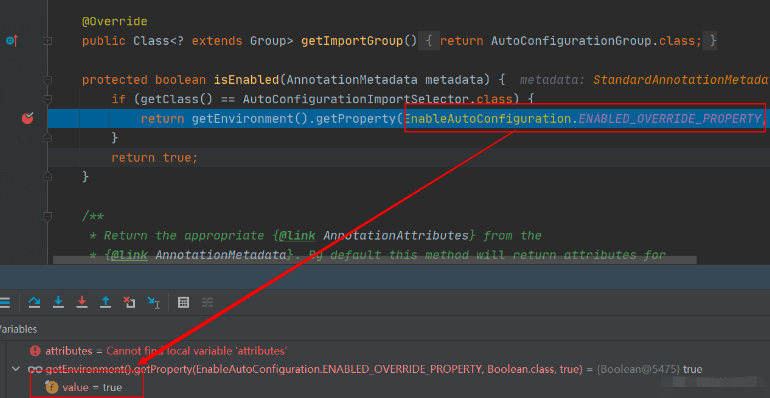 @Override
public Class<? extends Group> getImportGroup() { return AutoConfigurationGroup.class; }
protected boolean isEnabled(AnnotationMetadata metadata) { metadata: StandardAnnotationMetada
if (getClass() == AutoConfigurationImportSelector.class) {
return getEnvironment().getProperty(EnableAutoConfiguration.ENABLED_OVERRIDE_PROPERTY,
}
return true;
}
/**
* Return the appropriate {@link AnnotationAttributes} from the
* {@link AnnotationMetadata}. By default this method will return attributes for
Variables
attributes = Cannot find local variable 'attributes'
getEnvironment().getProperty(EnableAutoConfiguration.ENABLED_OVERRIDE_PROPERTY, Boolean.class, true) = {Boolean@5475} true
f value = true